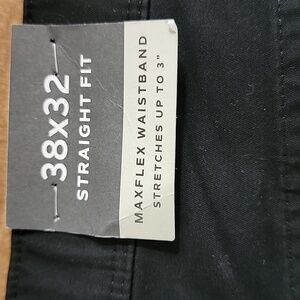 38x32
STRAIGHT FIT
MAXFLEX WAISTBAND
STRETCHES UP TO 3"